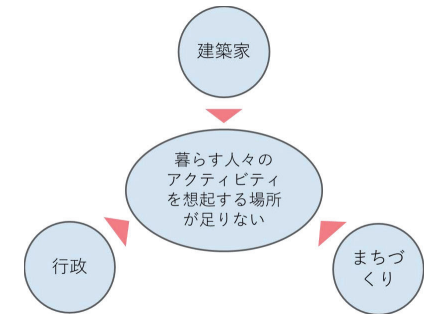 建築家
暮らす人々の
アクティビティ
を想起する場所
が足りない
行政
まちづ
くり